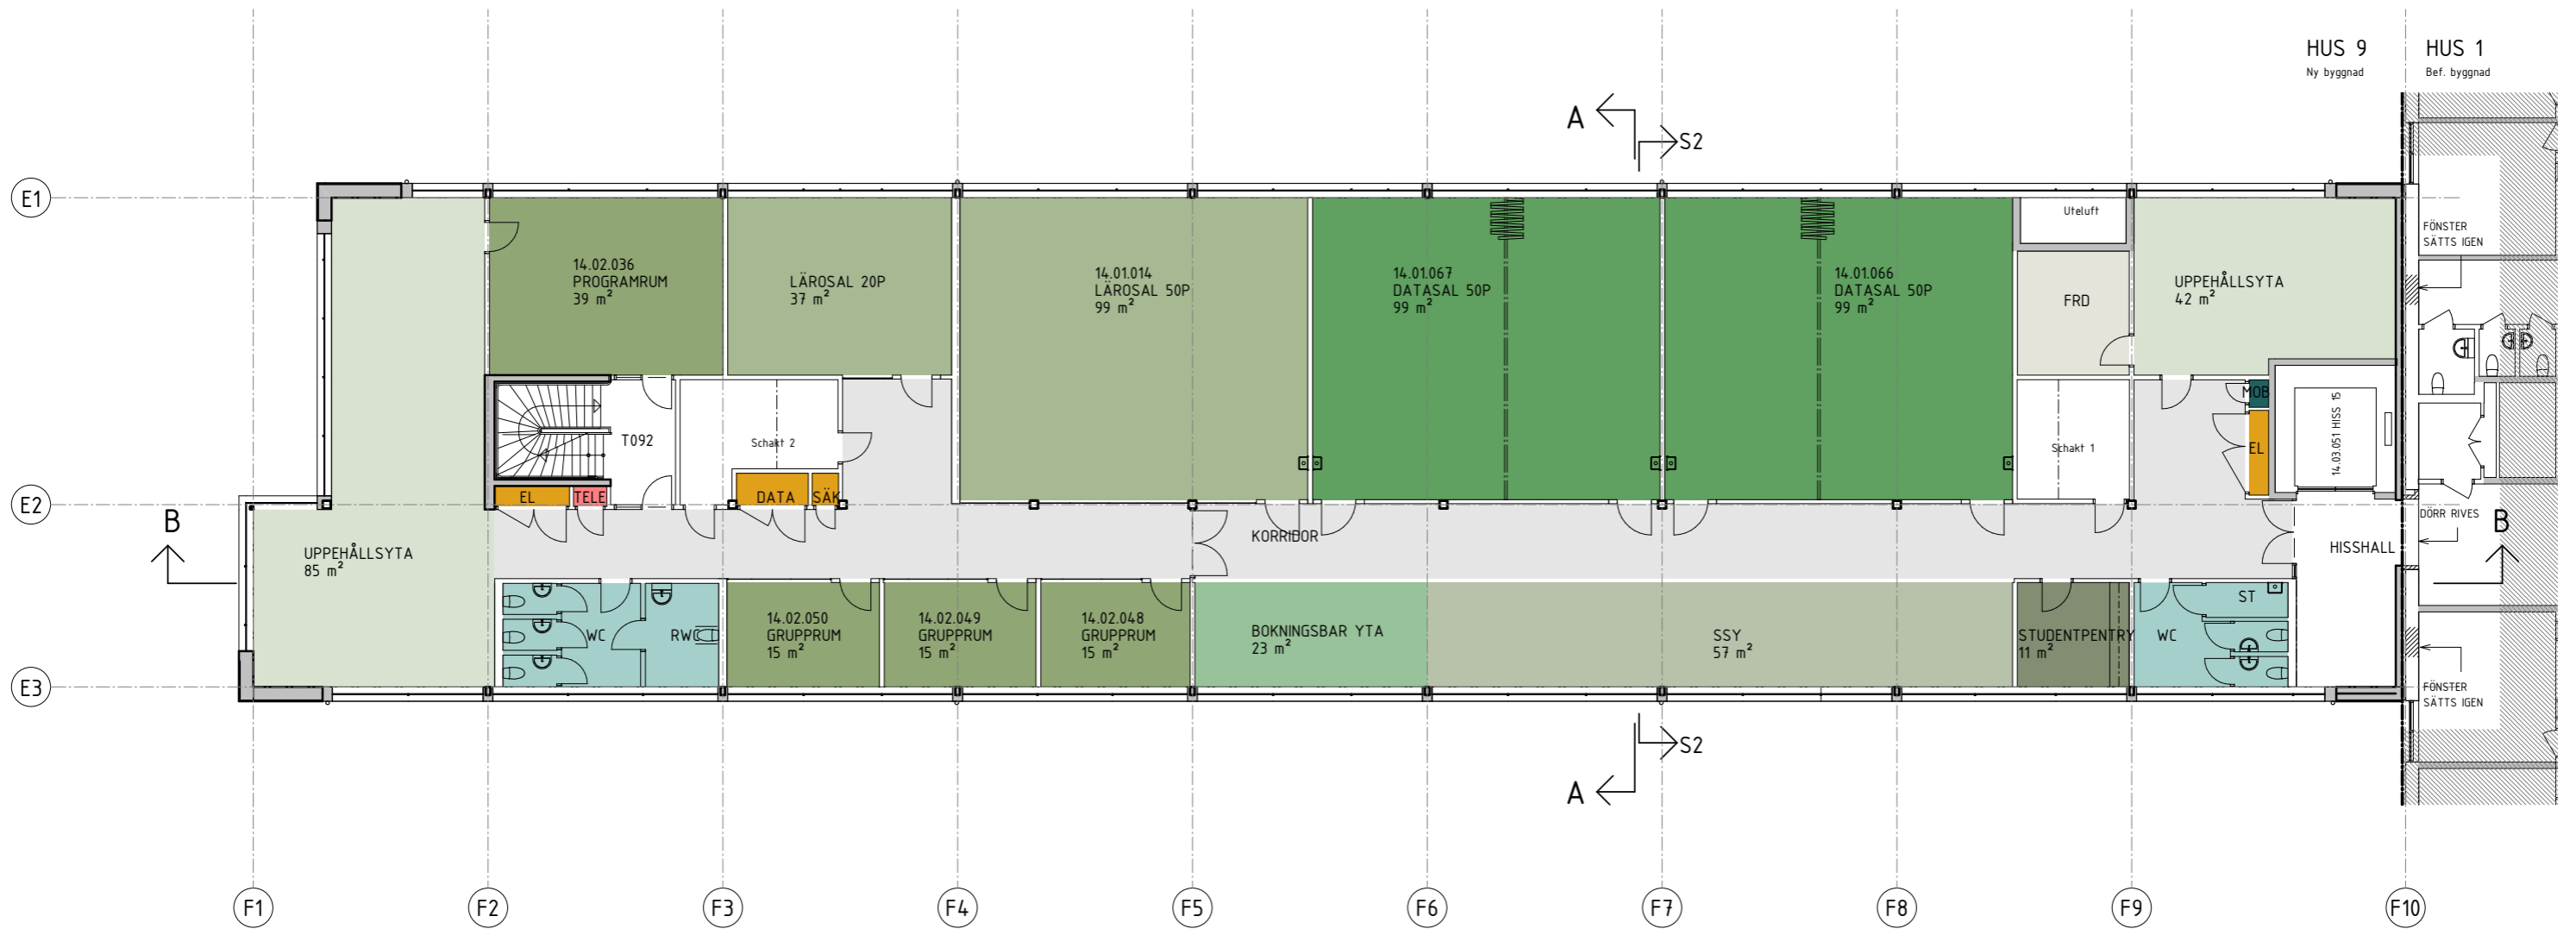 HUS 9
Ny byggnad
HUS 1
Bef. byggnad
A
S2
E1
Uteluft
14.02.036
PROGRAMRUM
39 m²
LÄROSAL 20P
37 m²
14.01.014
LÄROSAL 50P
99 m²
14.01.067
DATASAL 50P
99 m²
14.01.066
DATASAL 50P
99 m²
FRD
UPPEHÅLLSYTA
42 m²
FÖNSTER
SÄTTS IGEN
MOB
T092
Schakt 2
Schakt 1
EL
14.03.051 HISS 15
E2
EL
TELE
DATA
SÄK
B
DÖRR RIVES
B
UPPEHÅLLSYTA
85 m²
KORRIDOR
HISSHALL
ST
WC
RWC
14.02.050
GRUPPRUM
15 m²
14.02.049
GRUPPRUM
15 m²
14.02.048
GRUPPRUM
15 m²
BOKNINGSBAR YTA
23 m²
SSY
57 m²
STUDENTPENTRY
11 m²
WC
E3
FÖNSTER
SÄTTS IGEN
S2
A
F1
F2
F3
F4
F5
F6
F7
F8
F9
F10